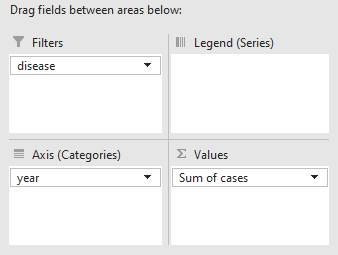 Drag fields between areas below:
Filters
disease
Legend (Series)
Axis (Categories)
year
Σ Values
Sum of cases